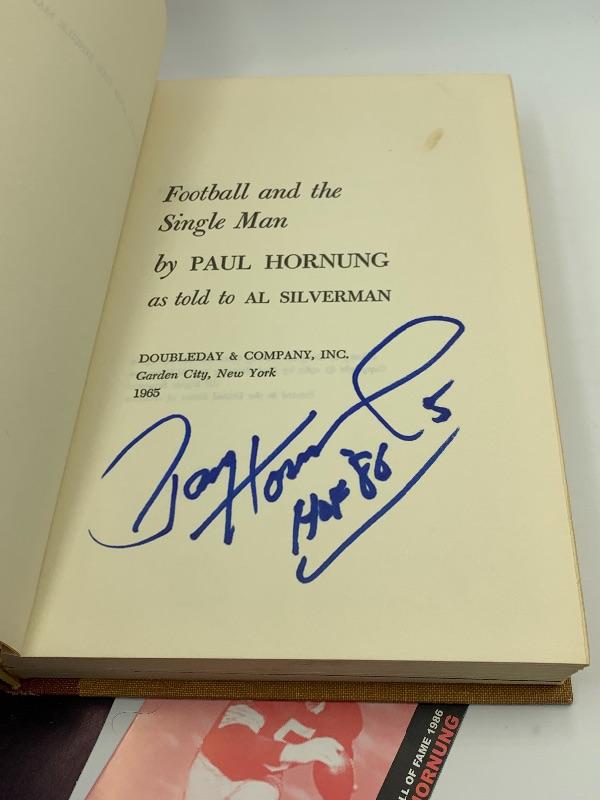 Football and the
Single Man
by PAUL HORNUNG
as told to AL SILVERMAN
DOUBLEDAY & COMPANY, INC.
Garden City, New York
1965
Paul Hornung 5
HOF '86
LL OF FAME 1986
HORNUNG